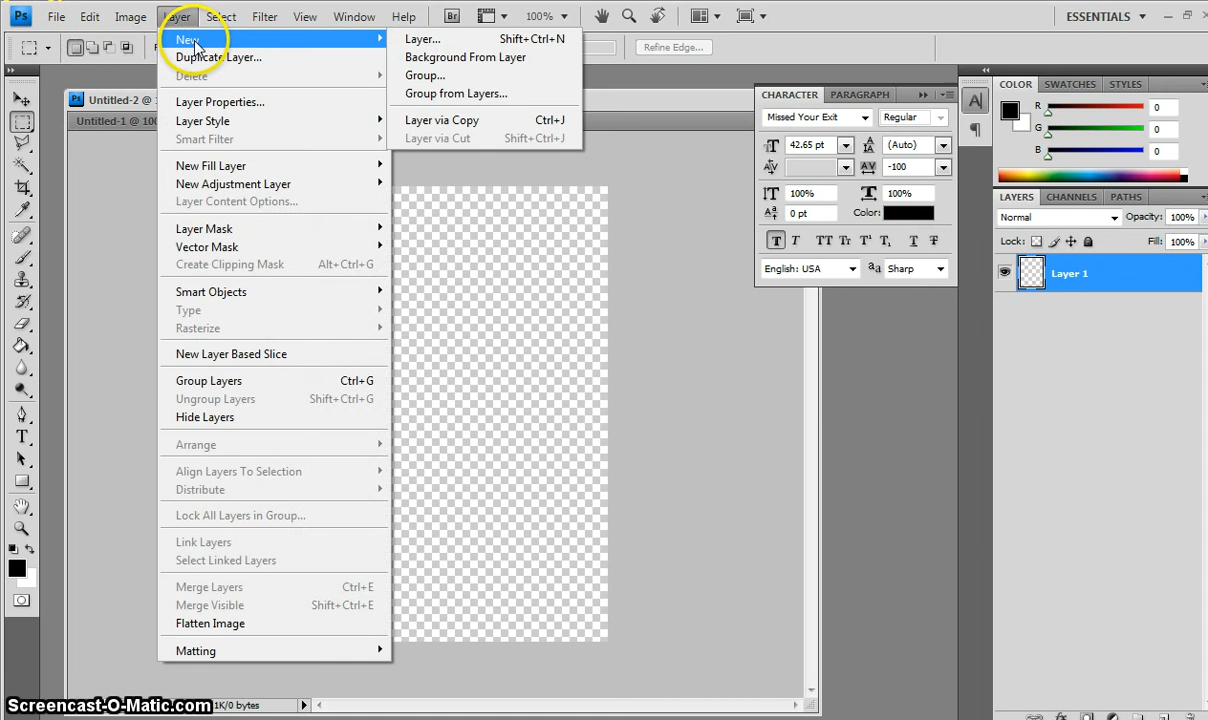 Ps File Edit Image Layer Select Filter View Window Help Br 100% ESSENTIALS
Refine Edge...
New
Duplicate Layer...
Delete
Layer Properties...
Layer Style
Smart Filter
New Fill Layer
New Adjustment Layer
Layer Content Options...
Layer Mask
Vector Mask
Create Clipping Mask Alt+Ctrl+G
Smart Objects
Type
Rasterize
New Layer Based Slice
Group Layers Ctrl+G
Ungroup Layers Shift+Ctrl+G
Hide Layers
Arrange
Align Layers To Selection
Distribute
Lock All Layers in Group...
Link Layers
Select Linked Layers
Merge Layers Ctrl+E
Merge Visible Shift+Ctrl+E
Flatten Image
Matting
Layer... Shift+Ctrl+N
Background From Layer
Group...
Group from Layers...
Layer via Copy Ctrl+J
Layer via Cut Shift+Ctrl+J
Ps Untitled-2 @
Untitled-1 @ 100
CHARACTER PARAGRAPH
Missed Your Exit Regular
42.65 pt (Auto)
-100
100% 100%
0 pt Color:
T T TT Tr T¹ T₁ T T
English: USA aa Sharp
COLOR SWATCHES STYLES
R 0
G 0
B 0
LAYERS CHANNELS PATHS
Normal Opacity: 100%
Lock: Fill: 100%
Layer 1
1K/0 bytes
Screencast-O-Matic.com